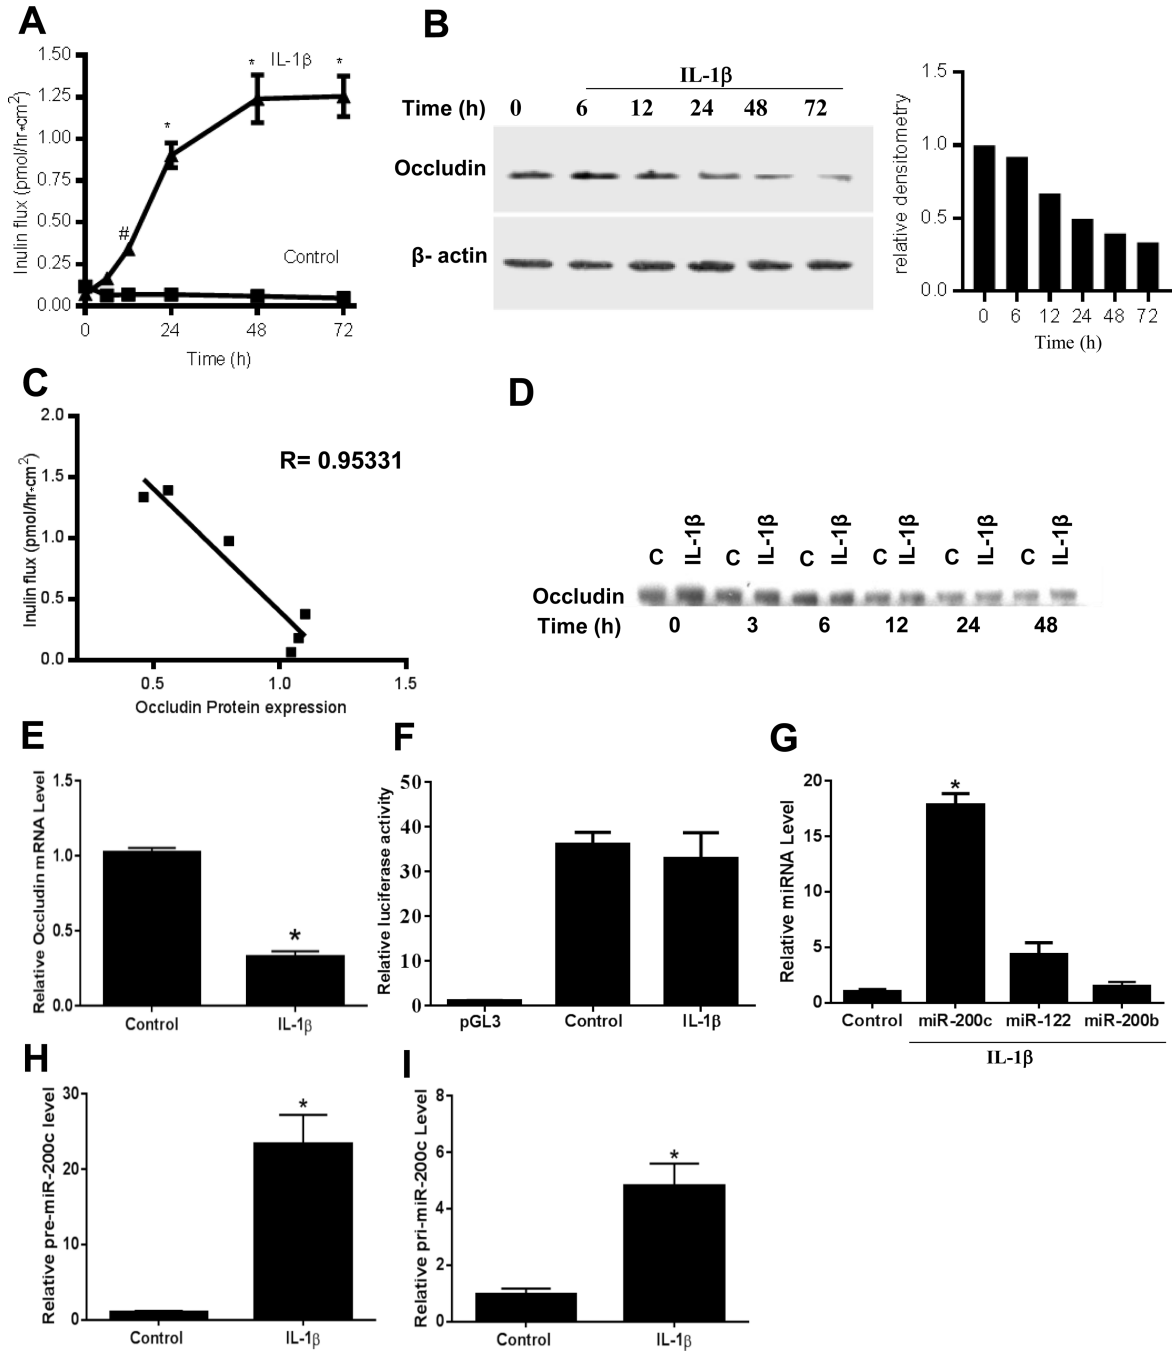 A
Inulin flux (pmol/hr*cm2)
1.50
1.25
1.00
0.75
0.50
0.25
0.00
* IL-1β *
*
#
Control
0 24 48 72
Time (h)
B
IL-1β
Time (h) 0 6 12 24 48 72
Occludin
β- actin
relative densitometry
1.5
1.0
0.5
0.0
0 6 12 24 48 72
Time (h)
C
Inulin flux (pmol/hr*cm2)
2.0
1.5
1.0
0.5
0.0
R= 0.95331
0.5 1.0 1.5
Occludin Protein expression
D
C IL-1β C IL-1β C IL-1β C IL-1β C IL-1β C IL-1β
Occludin
Time (h) 0 3 6 12 24 48
E
Relative Occludin mRNA Level
1.5
1.0
0.5
0.0
*
Control IL-1β
F
Relative luciferase activity
50
40
30
20
10
0
pGL3 Control IL-1β
G
Relative miRNA Level
20
15
10
5
0
*
Control miR-200c miR-122 miR-200b
IL-1β
H
Relative pre-miR-200c level
30
20
10
0
*
Control IL-1β
I
Relative pri-miR-200c Level
8
6
4
2
0
*
Control IL-1β